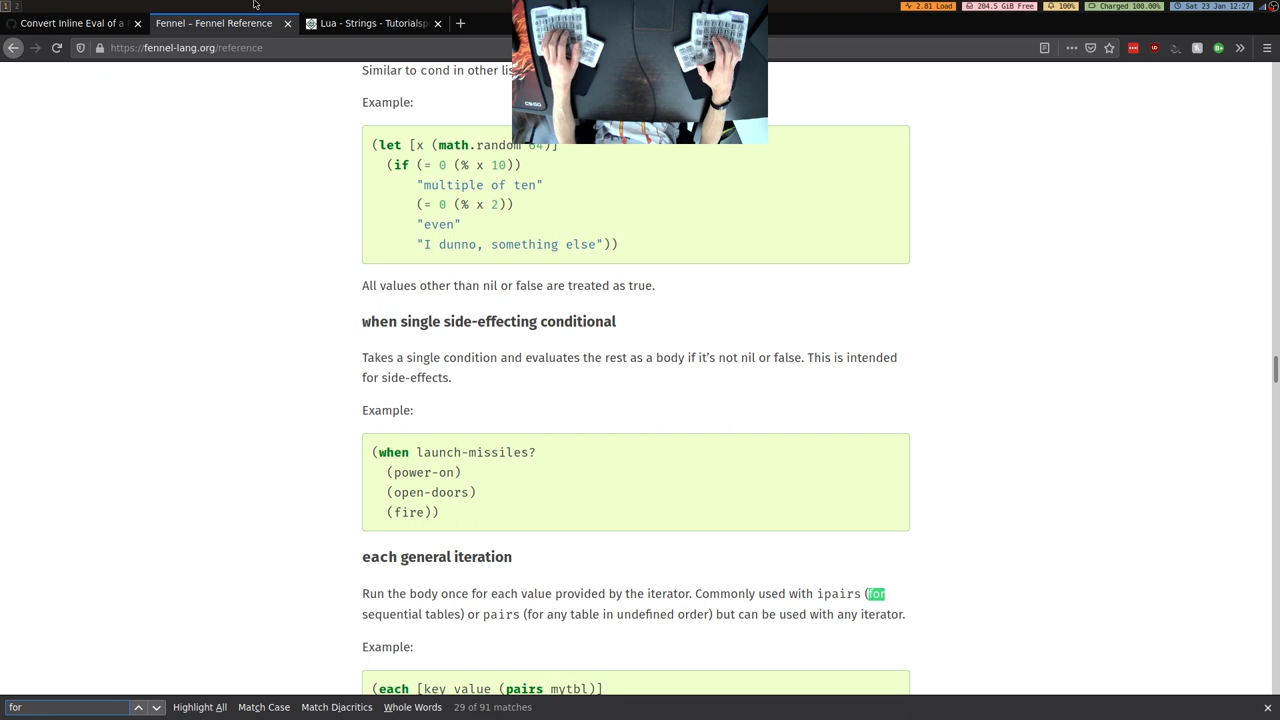 1 2
2.81 Load
204.5 GiB Free
100%
Charged 100.00%
Sat 23 Jan 12:27
Convert Inline Eval of a
Fennel – Fennel Reference
Lua - Strings - Tutorialsp
https://fennel-lang.org/reference
Similar to cond in other lis
Example:
(let [x (math.random 64)]
(if (= 0 (% x 10))
"multiple of ten"
(= 0 (% x 2))
"even"
"I dunno, something else"))
All values other than nil or false are treated as true.
when single side-effecting conditional
Takes a single condition and evaluates the rest as a body if it’s not nil or false. This is intended
for side-effects.
Example:
(when launch-missiles?
(power-on)
(open-doors)
(fire))
each general iteration
Run the body once for each value provided by the iterator. Commonly used with ipairs (for
sequential tables) or pairs (for any table in undefined order) but can be used with any iterator.
Example:
(each [key value (pairs mytbl)]
for
Highlight All
Match Case
Match Diacritics
Whole Words
29 of 91 matches